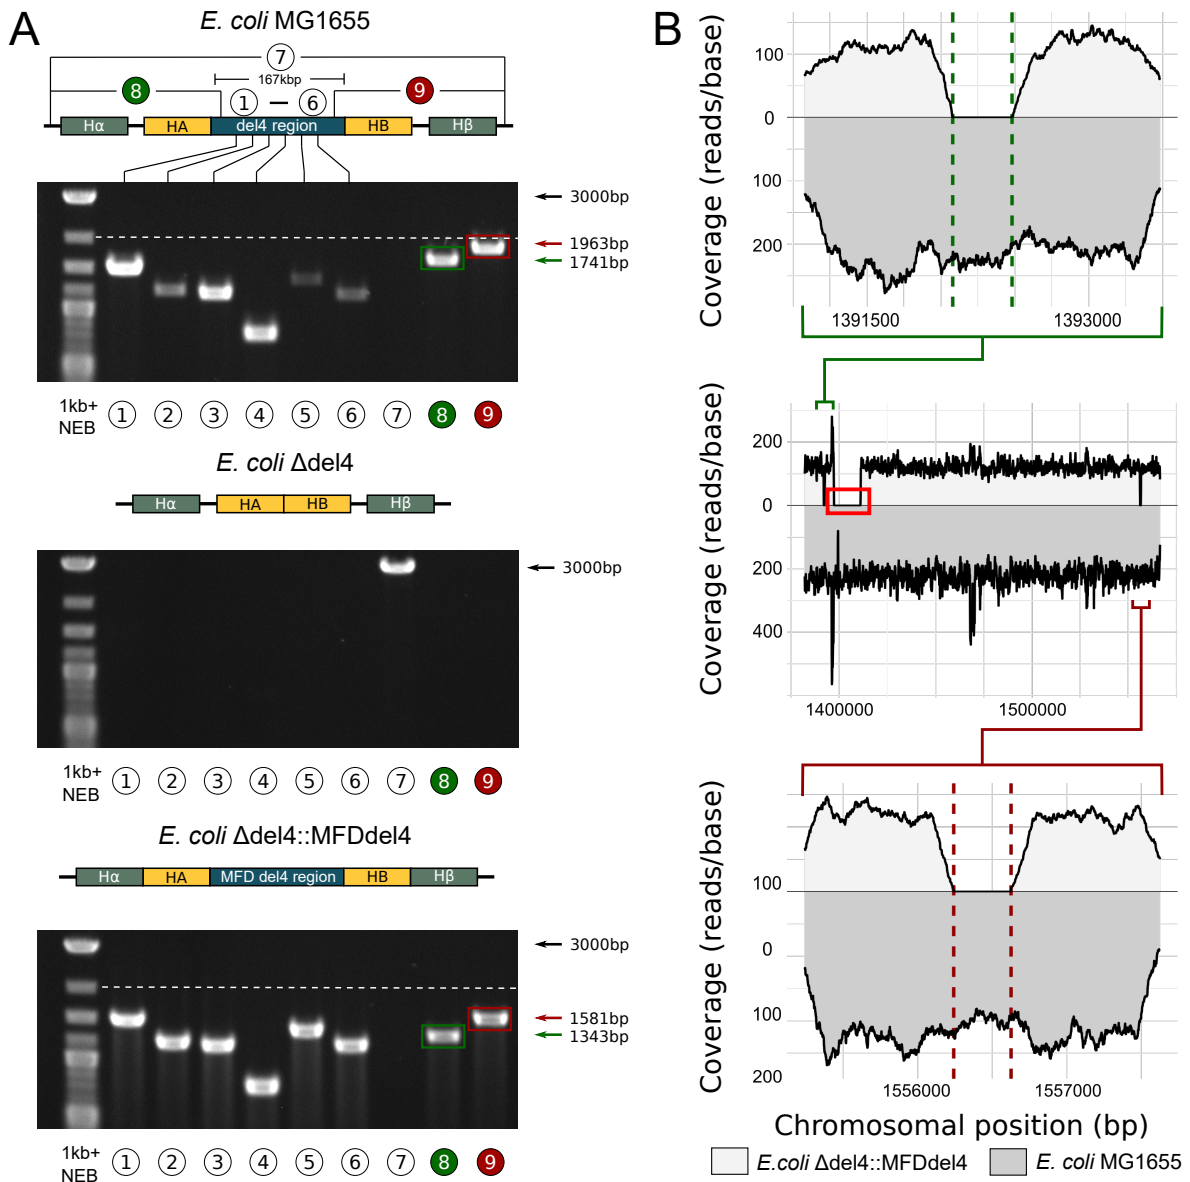 A
E. coli MG1655
7
167kbp
8
1
6
9
Hα
HA
del4 region
HB
Hβ
3000bp
1963bp
1741bp
1kb+
NEB
1 2 3 4 5 6 7 8 9
E. coli Δdel4
Hα
HA
HB
Hβ
3000bp
1kb+
NEB
1 2 3 4 5 6 7 8 9
E. coli Δdel4::MFDdel4
Hα
HA
MFD del4 region
HB
Hβ
3000bp
1581bp
1343bp
1kb+
NEB
1 2 3 4 5 6 7 8 9
B
Coverage (reads/base)
100
0
100
200
1391500
1393000
Coverage (reads/base)
200
0
200
400
1400000
1500000
Coverage (reads/base)
100
0
100
200
1556000
1557000
Chromosomal position (bp)
E.coli Δdel4::MFDdel4
E. coli MG1655